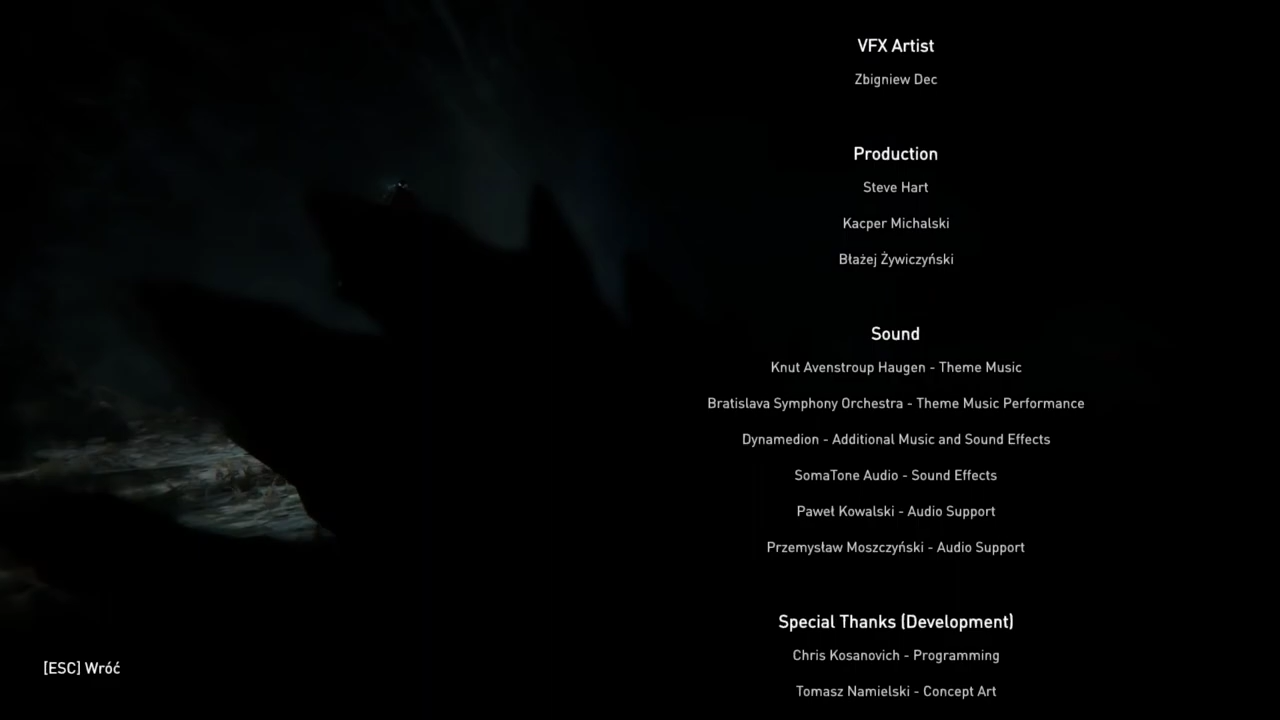 VFX Artist
Zbigniew Dec
Production
Steve Hart
Kacper Michalski
Błażej Żywiczyński
Sound
Knut Avenstroup Haugen - Theme Music
Bratislava Symphony Orchestra - Theme Music Performance
Dynamedion - Additional Music and Sound Effects
SomaTone Audio - Sound Effects
Paweł Kowalski - Audio Support
Przemysław Moszczyński - Audio Support
Special Thanks (Development)
Chris Kosanovich - Programming
Tomasz Namielski - Concept Art
[ESC] Wróć